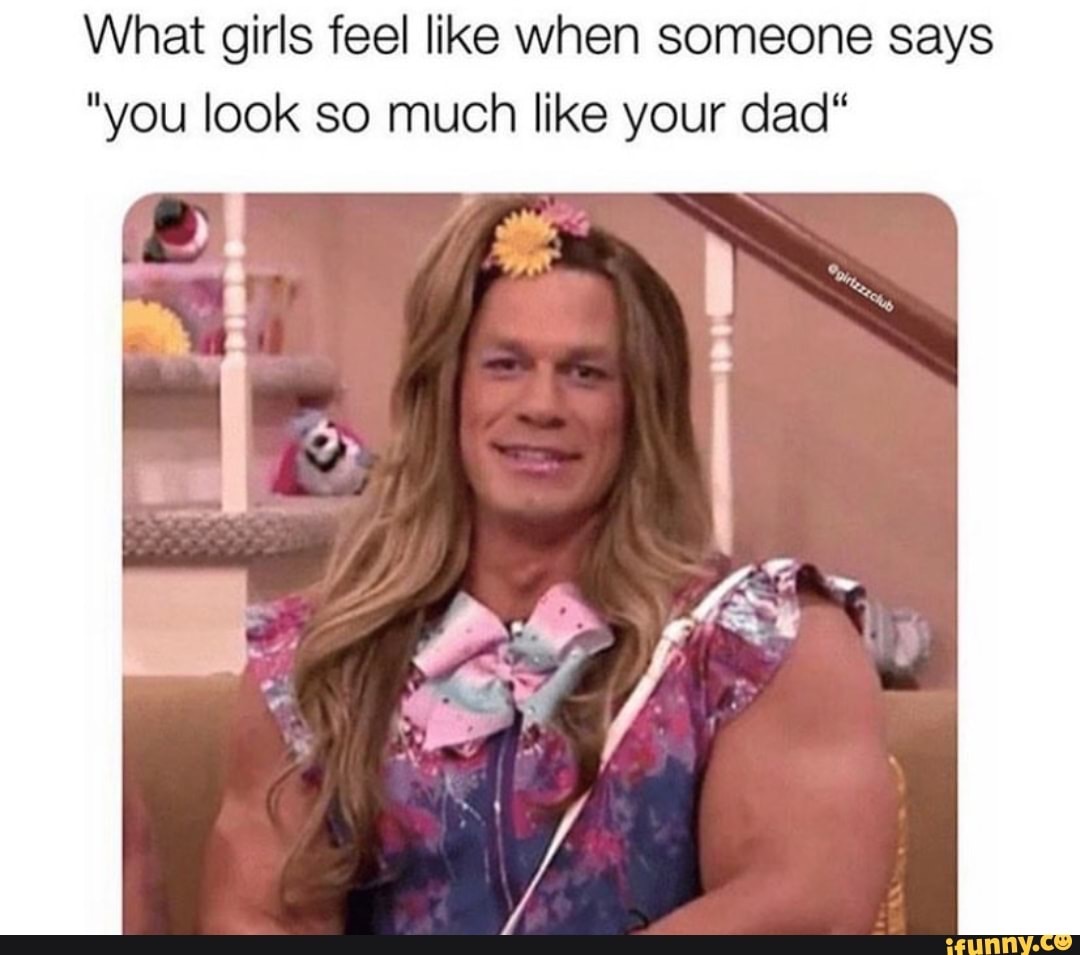 What girls feel like when someone says
"you look so much like your dad“
@girlzzzclub
ifunny.co